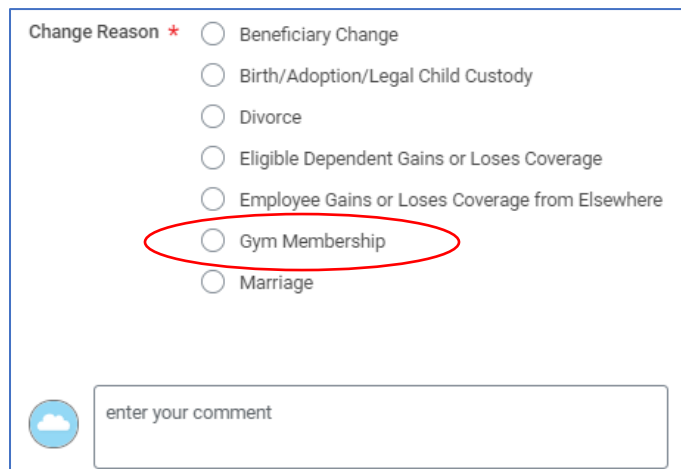 Change Reason * Beneficiary Change
Birth/Adoption/Legal Child Custody
Divorce
Eligible Dependent Gains or Loses Coverage
Employee Gains or Loses Coverage from Elsewhere
Gym Membership
Marriage
enter your comment